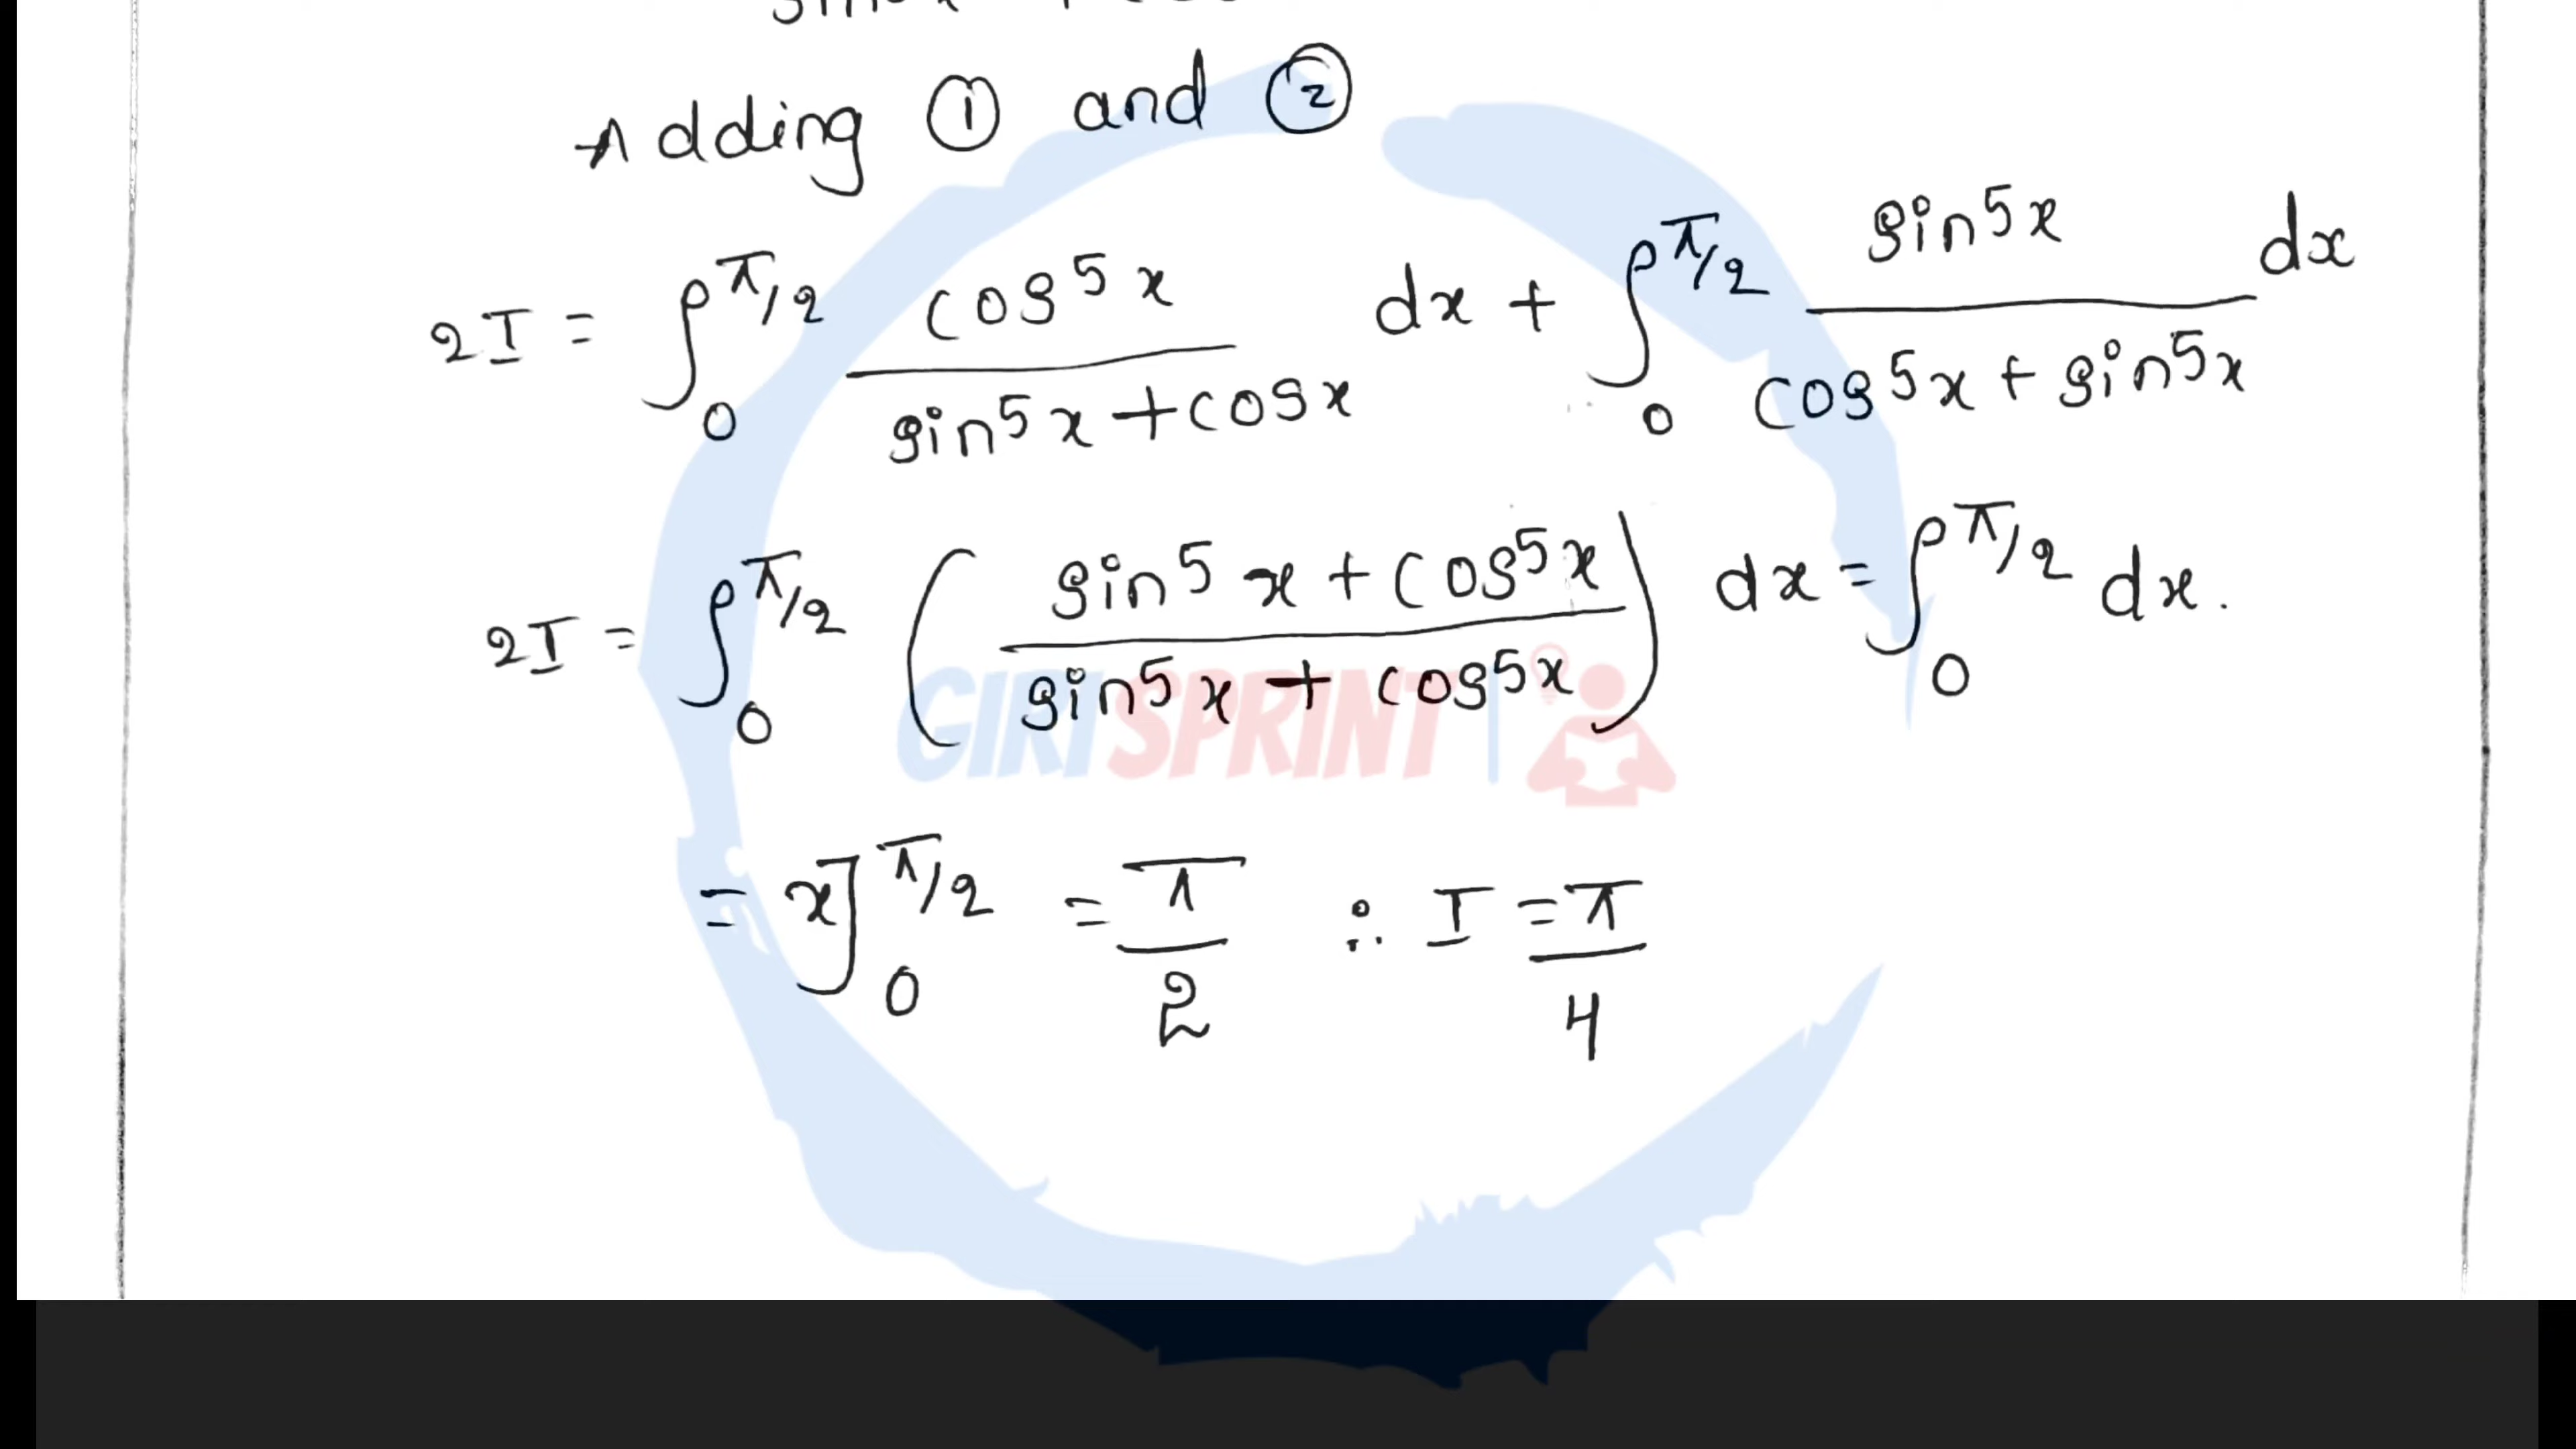 Adding ① and ②
2I = ∫₀^π/2 cos⁵x / sin⁵x + cosx dx + ∫₀^π/2 sin⁵x / cos⁵x + sin⁵x dx
2I = ∫₀^π/2 ( sin⁵x + cos⁵x / sin⁵x + cos⁵x ) dx = ∫₀^π/2 dx.
GIRISPRINT
= x]₀^π/2 = π/2 ∴ I = π/4